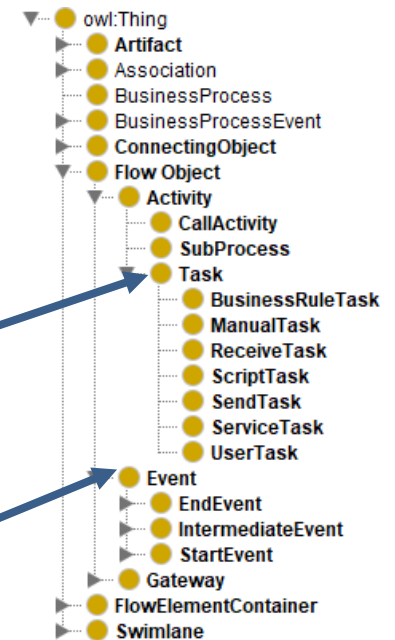 owl:Thing
Artifact
Association
BusinessProcess
BusinessProcessEvent
ConnectingObject
Flow Object
Activity
CallActivity
SubProcess
Task
BusinessRuleTask
ManualTask
ReceiveTask
ScriptTask
SendTask
ServiceTask
UserTask
Event
EndEvent
IntermediateEvent
StartEvent
Gateway
FlowElementContainer
Swimlane